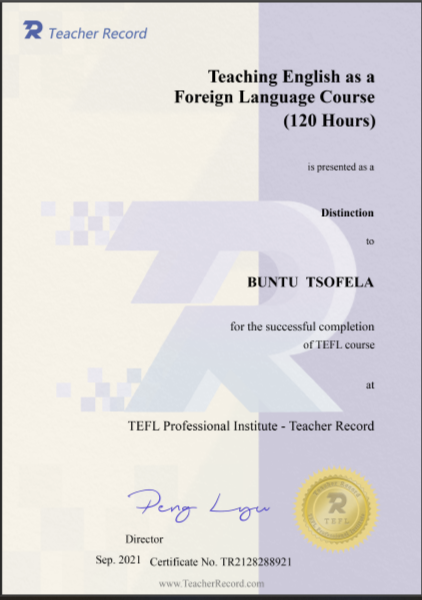 Teacher Record
Teaching English as a
Foreign Language Course
(120 Hours)
is presented as a
Distinction
to
BUNTU TSOFELA
for the successful completion
of TEFL course
at
TEFL Professional Institute - Teacher Record
Peng Lyu
Director
Sep. 2021 Certificate No. TR2128288921
www.TeacherRecord.com
Teacher Record
TEFL